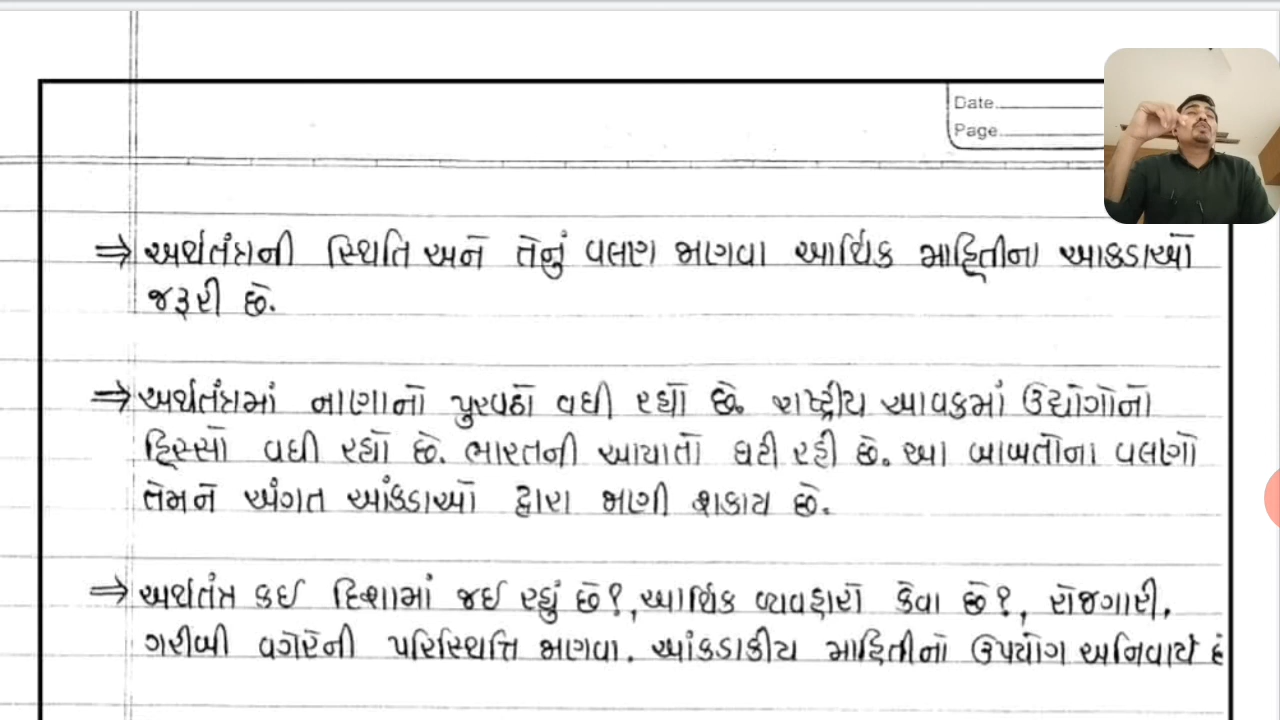 Date
Page
⇒ અર્થતંત્રની સ્થિતિ અને તેનું વલણ જાણવા આર્થિક માહિતીના આકડાઓ
જરૂરી છે.
⇒ અર્થતંત્રમાં નાણાનો પુરવઠો વધી રહ્યો છે. રાષ્ટ્રીય આવકમાં ઉદ્યોગોનો
હિસ્સો વધી રહ્યો છે. ભારતની આયાતો ઘટી રહી છે. આ બાબતોના વલણો
તેમને અંગત આંકડાઓ દ્વારા જાણી શકાય છે.
⇒ અર્થતંત્ર કઈ દિશામાં જઈ રહ્યું છે?, આર્થિક વ્યવહારો કેવા છે?, રોજગારી,
ગરીબી વગેરેની પરિસ્થિત્તિ જાણવા. આંકડાકીય માહિતીનો ઉપયોગ અનિવાર્ય